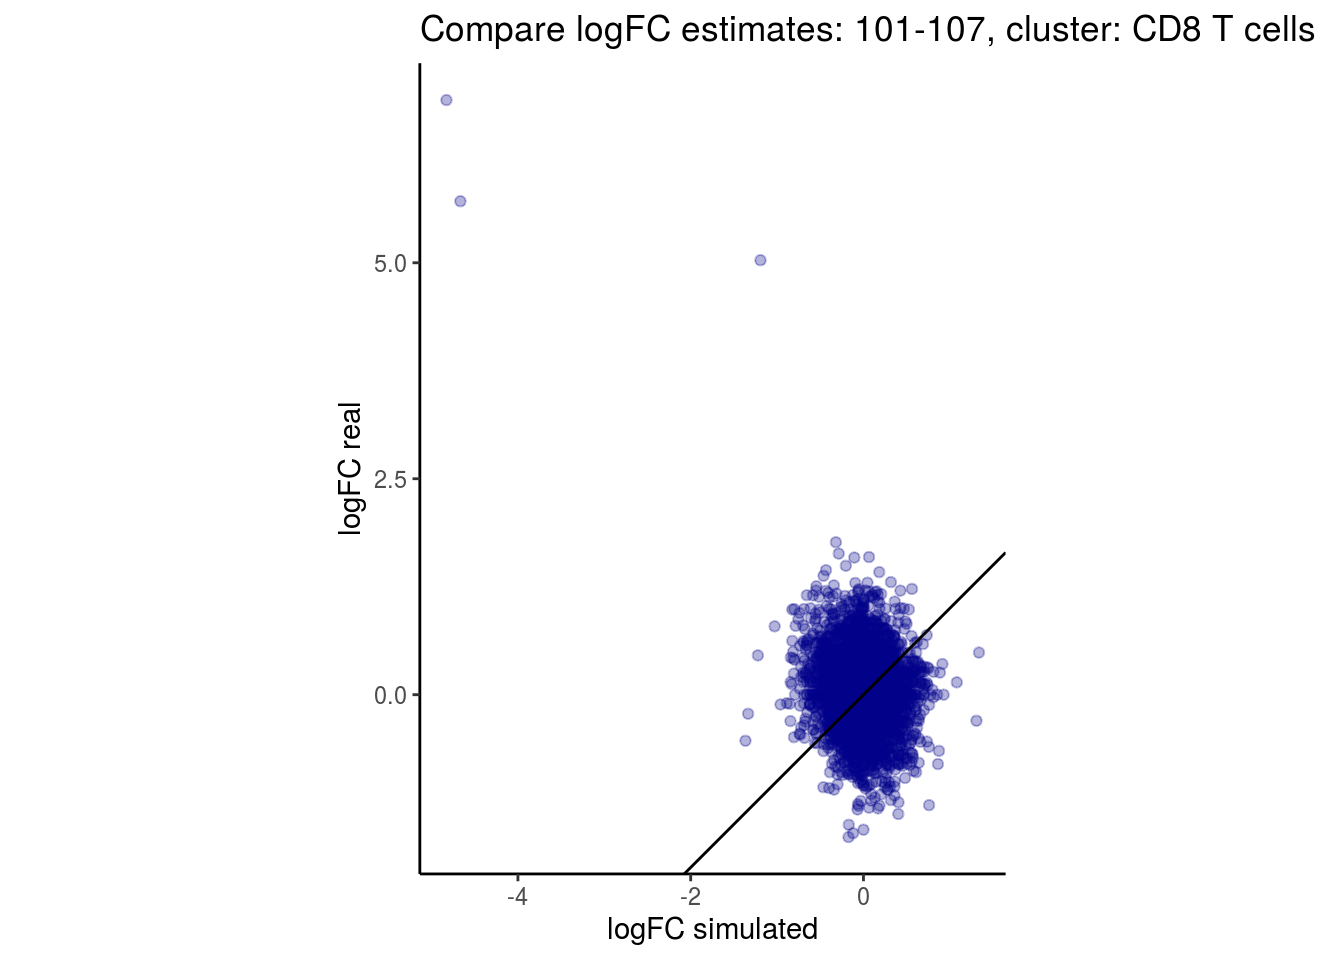 Compare logFC estimates: 101-107, cluster: CD8 T cells
5.0
2.5
0.0
logFC real
-4
-2
0
logFC simulated